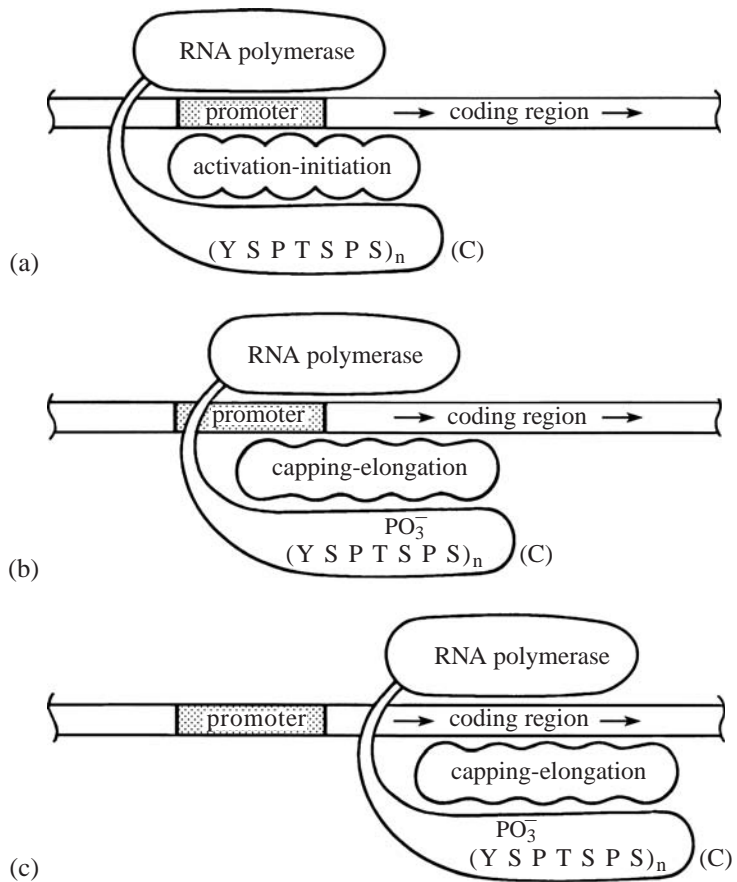 RNA polymerase
promoter → coding region →
activation-initiation
(Y S P T S P S)n (C)
(a)
RNA polymerase
promoter → coding region →
capping-elongation
PO3−
(Y S P T S P S)n (C)
(b)
RNA polymerase
promoter → coding region →
capping-elongation
PO3−
(Y S P T S P S)n (C)
(c)